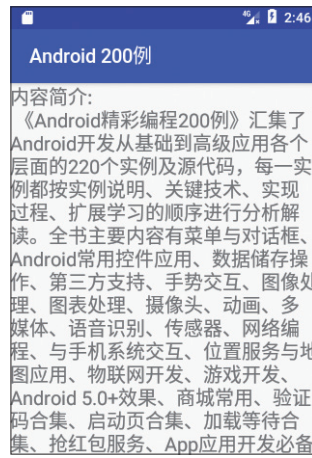 4G 2:46
Android 200例
内容简介:
《Android精彩编程200例》汇集了
Android开发从基础到高级应用各个
层面的220个实例及源代码，每一实
例都按实例说明、关键技术、实现
过程、扩展学习的顺序进行分析解
读。全书主要内容有菜单与对话框、
Android常用控件应用、数据储存操
作、第三方支持、手势交互、图像处
理、图表处理、摄像头、动画、多
媒体、语音识别、传感器、网络编
程、与手机系统交互、位置服务与地
图应用、物联网开发、游戏开发、
Android 5.0+效果、商城常用、验证
码合集、启动页合集、加载等待合
集、抢红包服务、App应用开发必备